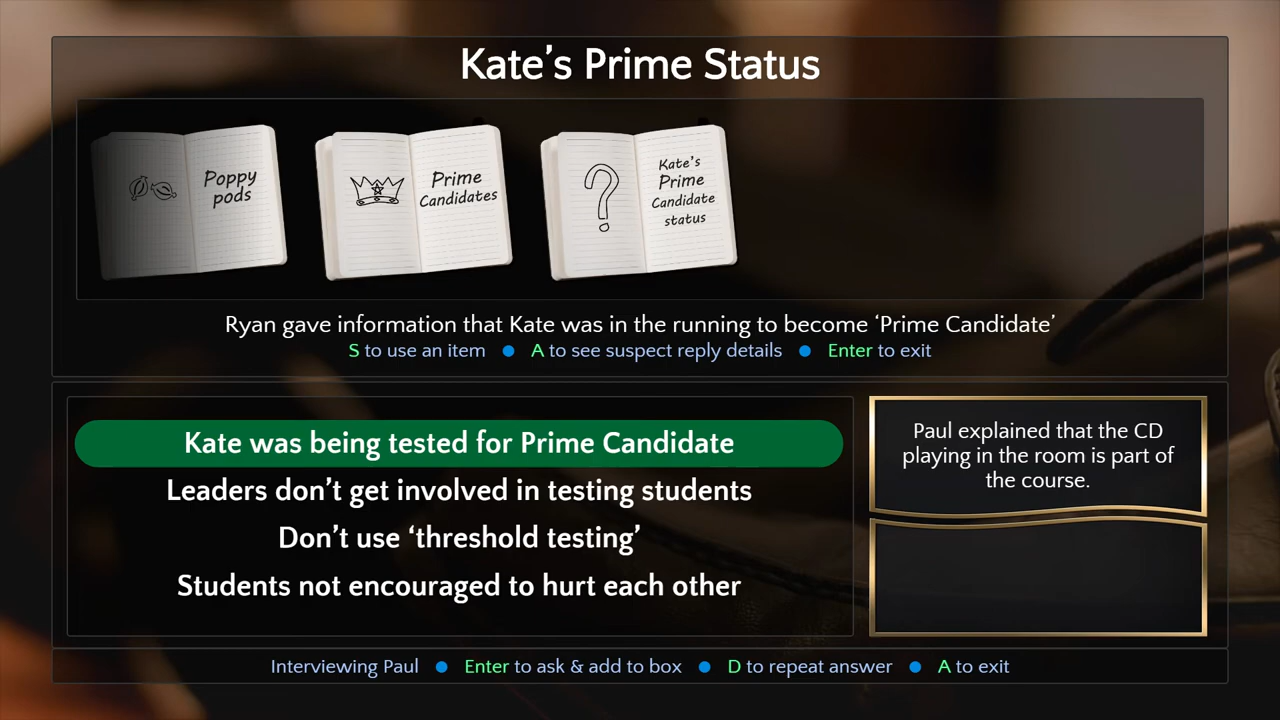 Kate’s Prime Status
Poppy
pods
Prime
Candidates
Kate’s
Prime
Candidate
status
Ryan gave information that Kate was in the running to become ‘Prime Candidate’
S to use an item ● A to see suspect reply details ● Enter to exit
Kate was being tested for Prime Candidate
Leaders don’t get involved in testing students
Don’t use ‘threshold testing’
Students not encouraged to hurt each other
Paul explained that the CD
playing in the room is part of
the course.
Interviewing Paul ● Enter to ask & add to box ● D to repeat answer ● A to exit